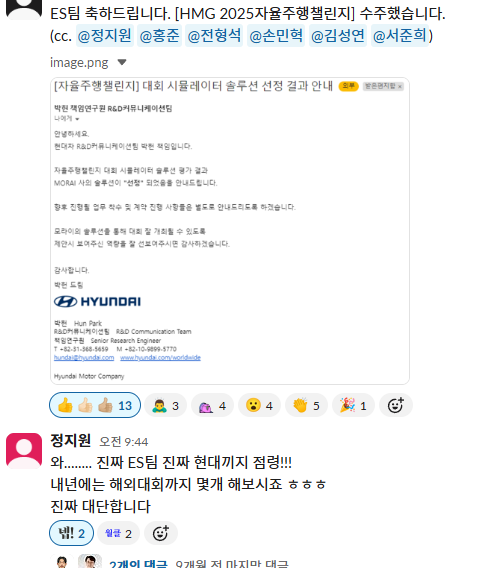 ES팀 축하드립니다. [HMG 2025자율주행챌린지] 수주했습니다.
(cc. @정지원 @홍준 @전형석 @손민혁 @김성연 @서준희)
image.png
[자율주행챌린지] 대회 시뮬레이터 솔루션 선정 결과 안내 외부 받은편지함 x
박헌 책임연구원 R&D커뮤니케이션팀
나에게
안녕하세요.
현대차 R&D커뮤니케이션팀 박헌 책임입니다.
자율주행챌린지 대회 시뮬레이터 솔루션 평가 결과
MORAI 사의 솔루션이 "선정" 되었음을 안내드립니다.
향후 진행될 업무 착수 및 계약 진행 사항들은 별도로 안내드리도록 하겠습니다.
모라이의 솔루션을 통해 대회 잘 개최될 수 있도록
제안시 보여주신 역량을 잘 선보여주시면 감사하겠습니다.
감사합니다.
박헌 드림
HYUNDAI
박헌 Hun Park
R&D커뮤니케이션팀 R&D Communication Team
책임연구원 Senior Research Engineer
T +82-31-368-5659 M +82-10-9899-5770
hundai@hyundai.com www.hyundai.com/worldwide
Hyundai Motor Company
13 3 4 4 5 1
정지원 오전 9:44
와........ 진짜 ES팀 진짜 현대끼지 점령!!!
내년에는 해외대회까지 몇개 해보시죠 ㅎㅎㅎ
진짜 대단합니다
넵! 2 월클 2
2개의 댓글 9개월 전 마지막 댓글